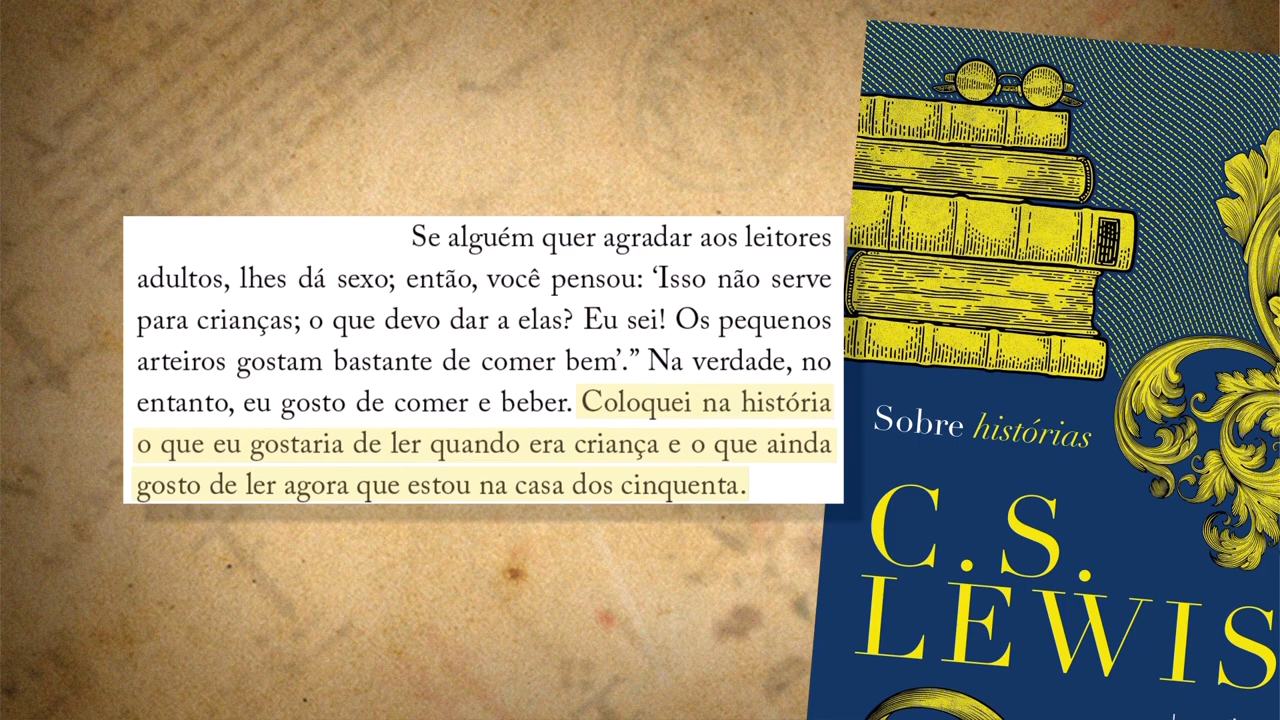 Se alguém quer agradar aos leitores
adultos, lhes dá sexo; então, você pensou: ‘Isso não serve
para crianças; o que devo dar a elas? Eu sei! Os pequenos
arteiros gostam bastante de comer bem’.” Na verdade, no
entanto, eu gosto de comer e beber. Coloquei na história
o que eu gostaria de ler quando era criança e o que ainda
gosto de ler agora que estou na casa dos cinquenta.
Sobre histórias
C.S.
LEWIS